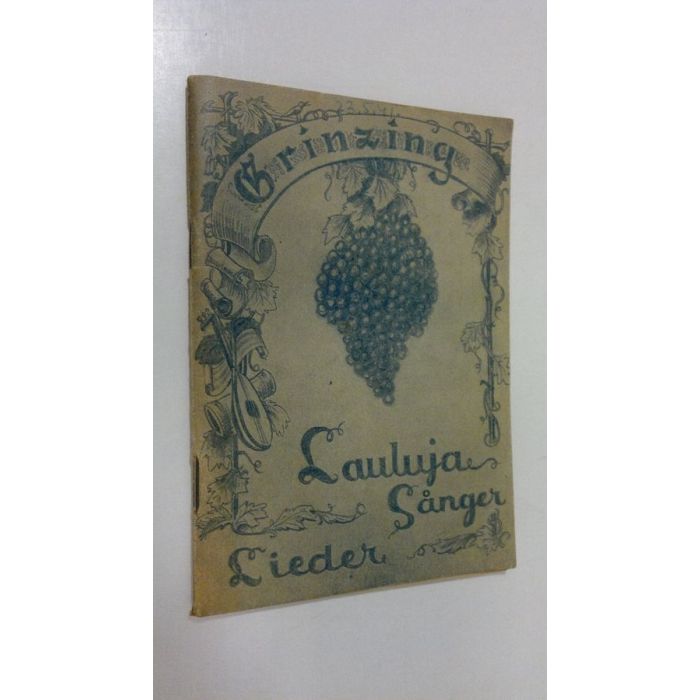 Grinzing
Lauluja
Sånger
Lieder